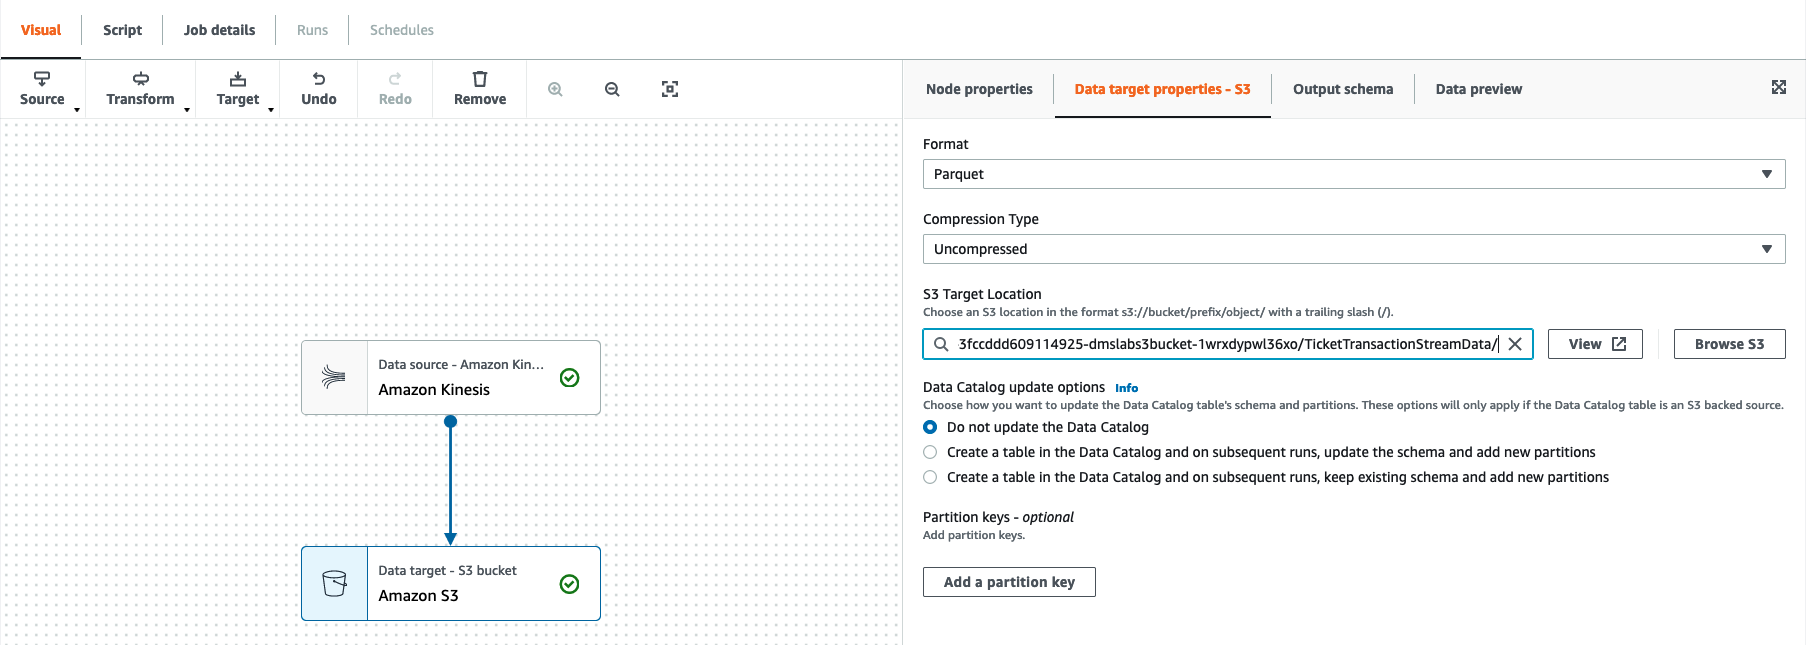 Visual
Script
Job details
Runs
Schedules
Source
Transform
Target
Undo
Redo
Remove
Data source - Amazon Kin...
Amazon Kinesis
Data target - S3 bucket
Amazon S3
Node properties
Data target properties - S3
Output schema
Data preview
Format
Parquet
Compression Type
Uncompressed
S3 Target Location
Choose an S3 location in the format s3://bucket/prefix/object/ with a trailing slash (/).
3fccddd609114925-dmslabs3bucket-1wrxdypwl36xo/TicketTransactionStreamData/
View
Browse S3
Data Catalog update options Info
Choose how you want to update the Data Catalog table's schema and partitions. These options will only apply if the Data Catalog table is an S3 backed source.
Do not update the Data Catalog
Create a table in the Data Catalog and on subsequent runs, update the schema and add new partitions
Create a table in the Data Catalog and on subsequent runs, keep existing schema and add new partitions
Partition keys - optional
Add partition keys.
Add a partition key